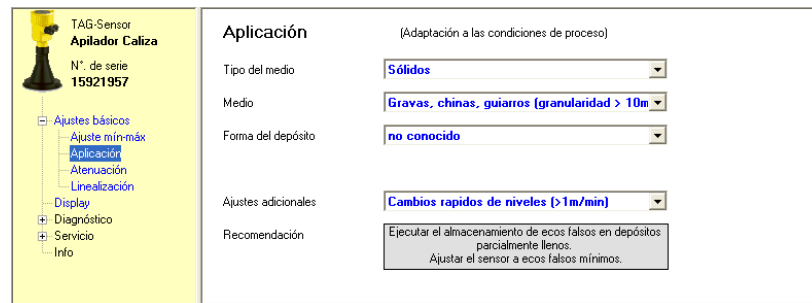 TAG-Sensor
Apilador Caliza
N°. de serie
15921957
Ajustes básicos
Ajuste mín-máx
Aplicación
Atenuación
Linealización
Display
Diagnóstico
Servicio
Info
Aplicación (Adaptación a las condiciones de proceso)
Tipo del medio Sólidos
Medio Gravas, chinas, guiarros (granularidad > 10m
Forma del depósito no conocido
Ajustes adicionales Cambios rapidos de niveles (>1m/min)
Recomendación
Ejecutar el almacenamiento de ecos falsos en depósitos
parcialmente llenos.
Ajustar el sensor a ecos falsos mínimos.